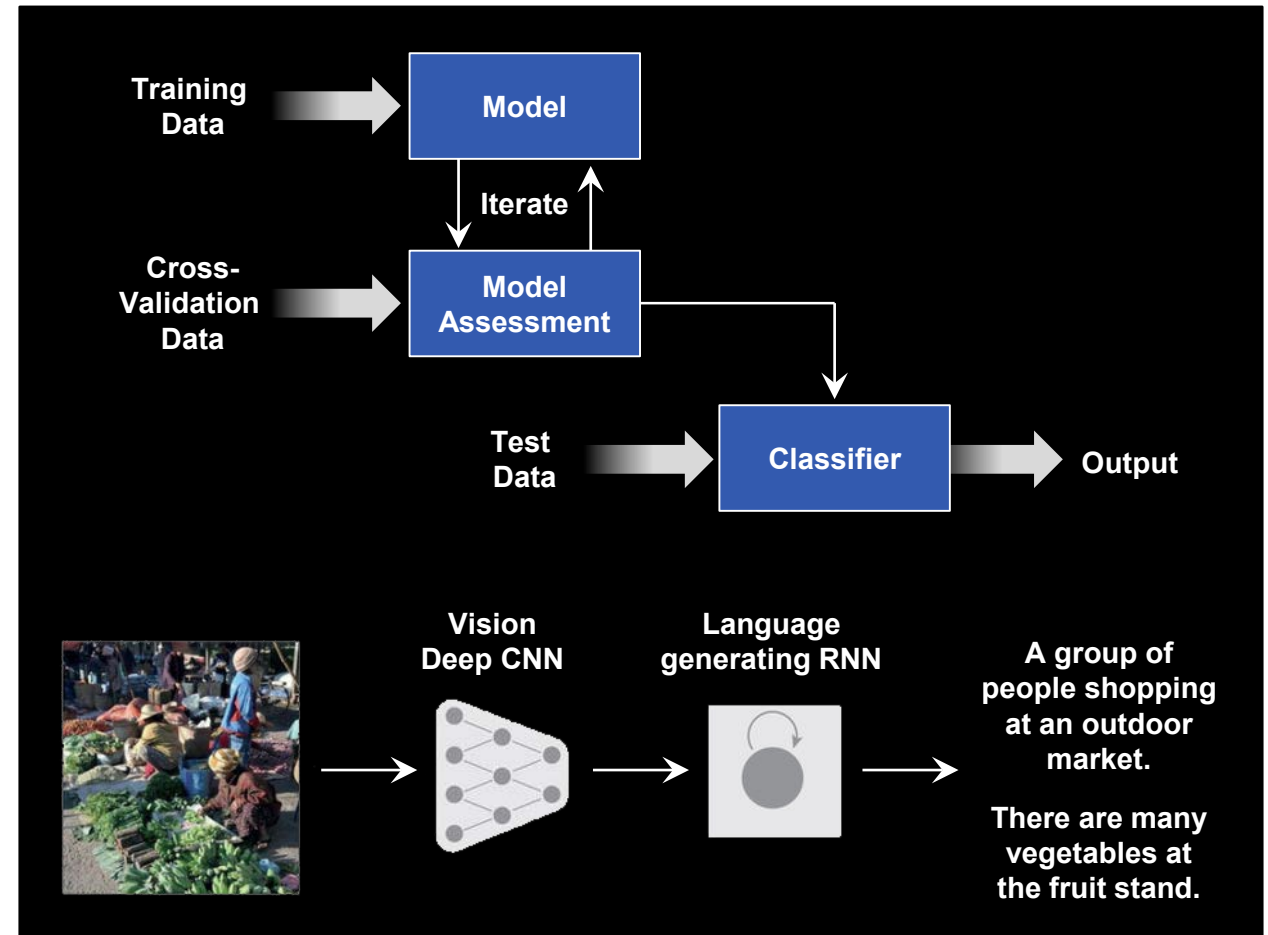 Training
Data
Model
Iterate
Cross-
Validation
Data
Model
Assessment
Test
Data
Classifier
Output
Vision
Deep CNN
Language
generating RNN
A group of
people shopping
at an outdoor
market.
There are many
vegetables at
the fruit stand.